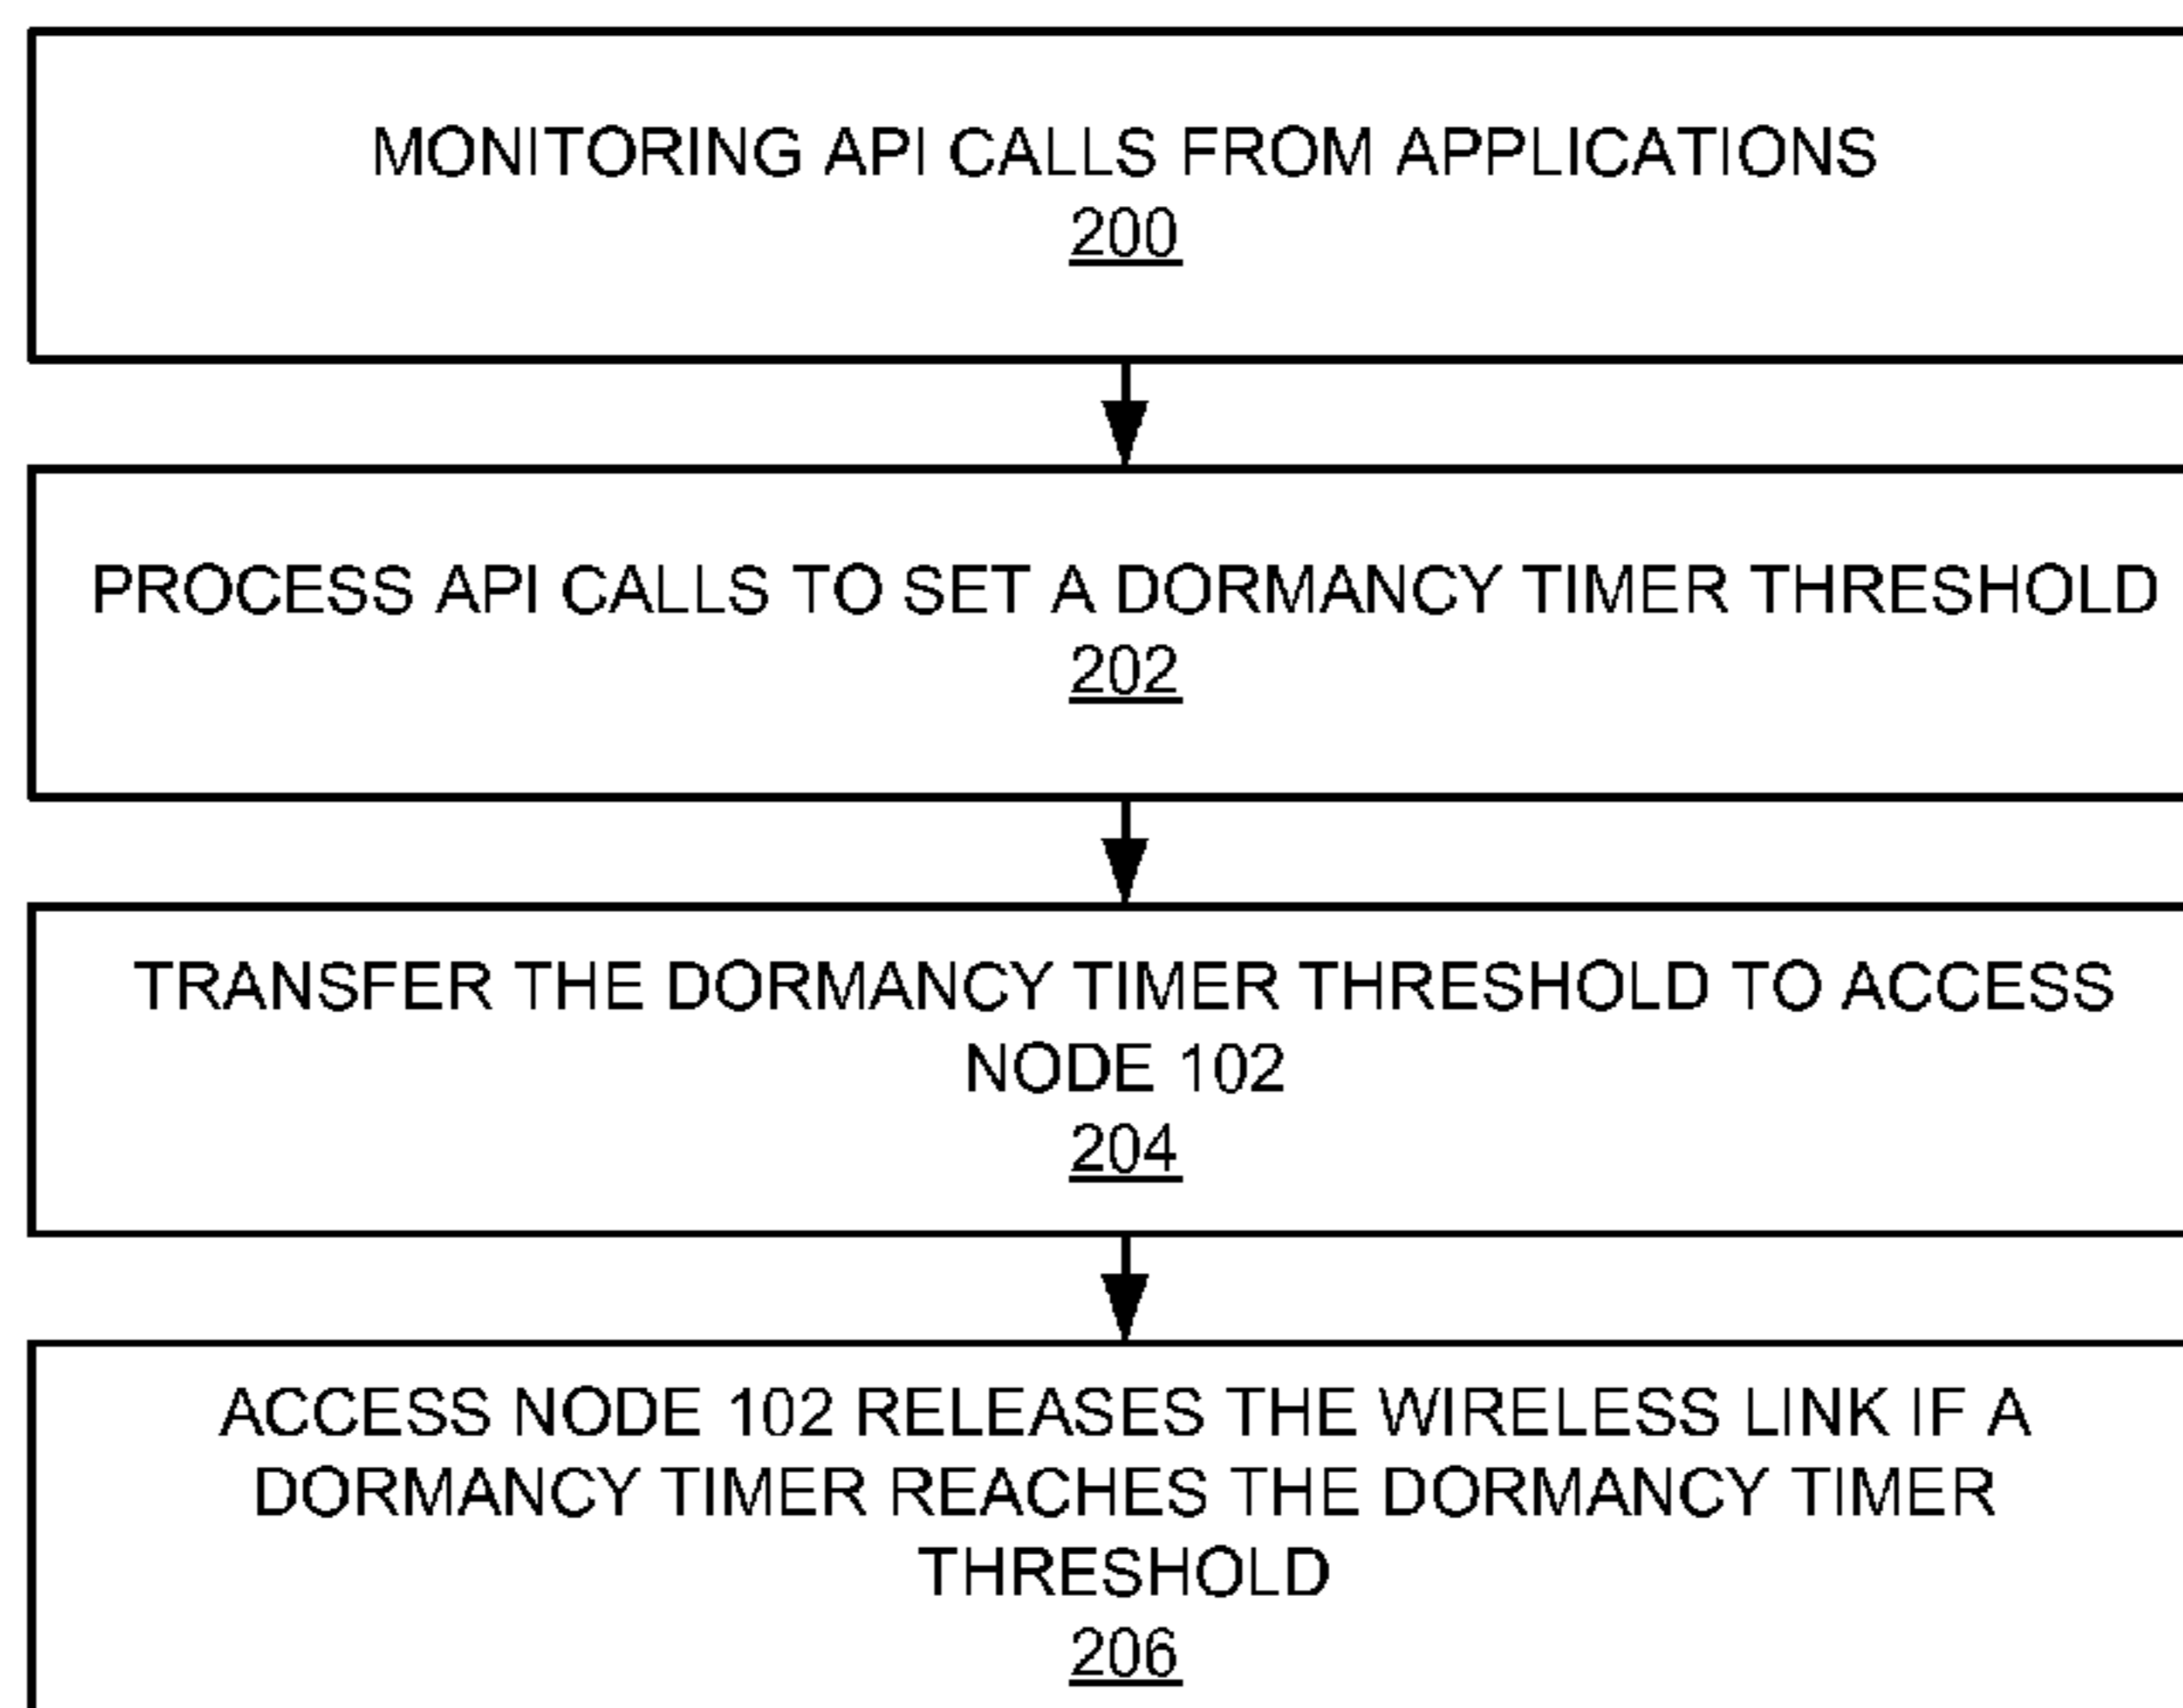 MONITORING API CALLS FROM APPLICATIONS
200
PROCESS API CALLS TO SET A DORMANCY TIMER THRESHOLD
202
TRANSFER THE DORMANCY TIMER THRESHOLD TO ACCESS
NODE 102
204
ACCESS NODE 102 RELEASES THE WIRELESS LINK IF A
DORMANCY TIMER REACHES THE DORMANCY TIMER
THRESHOLD
206